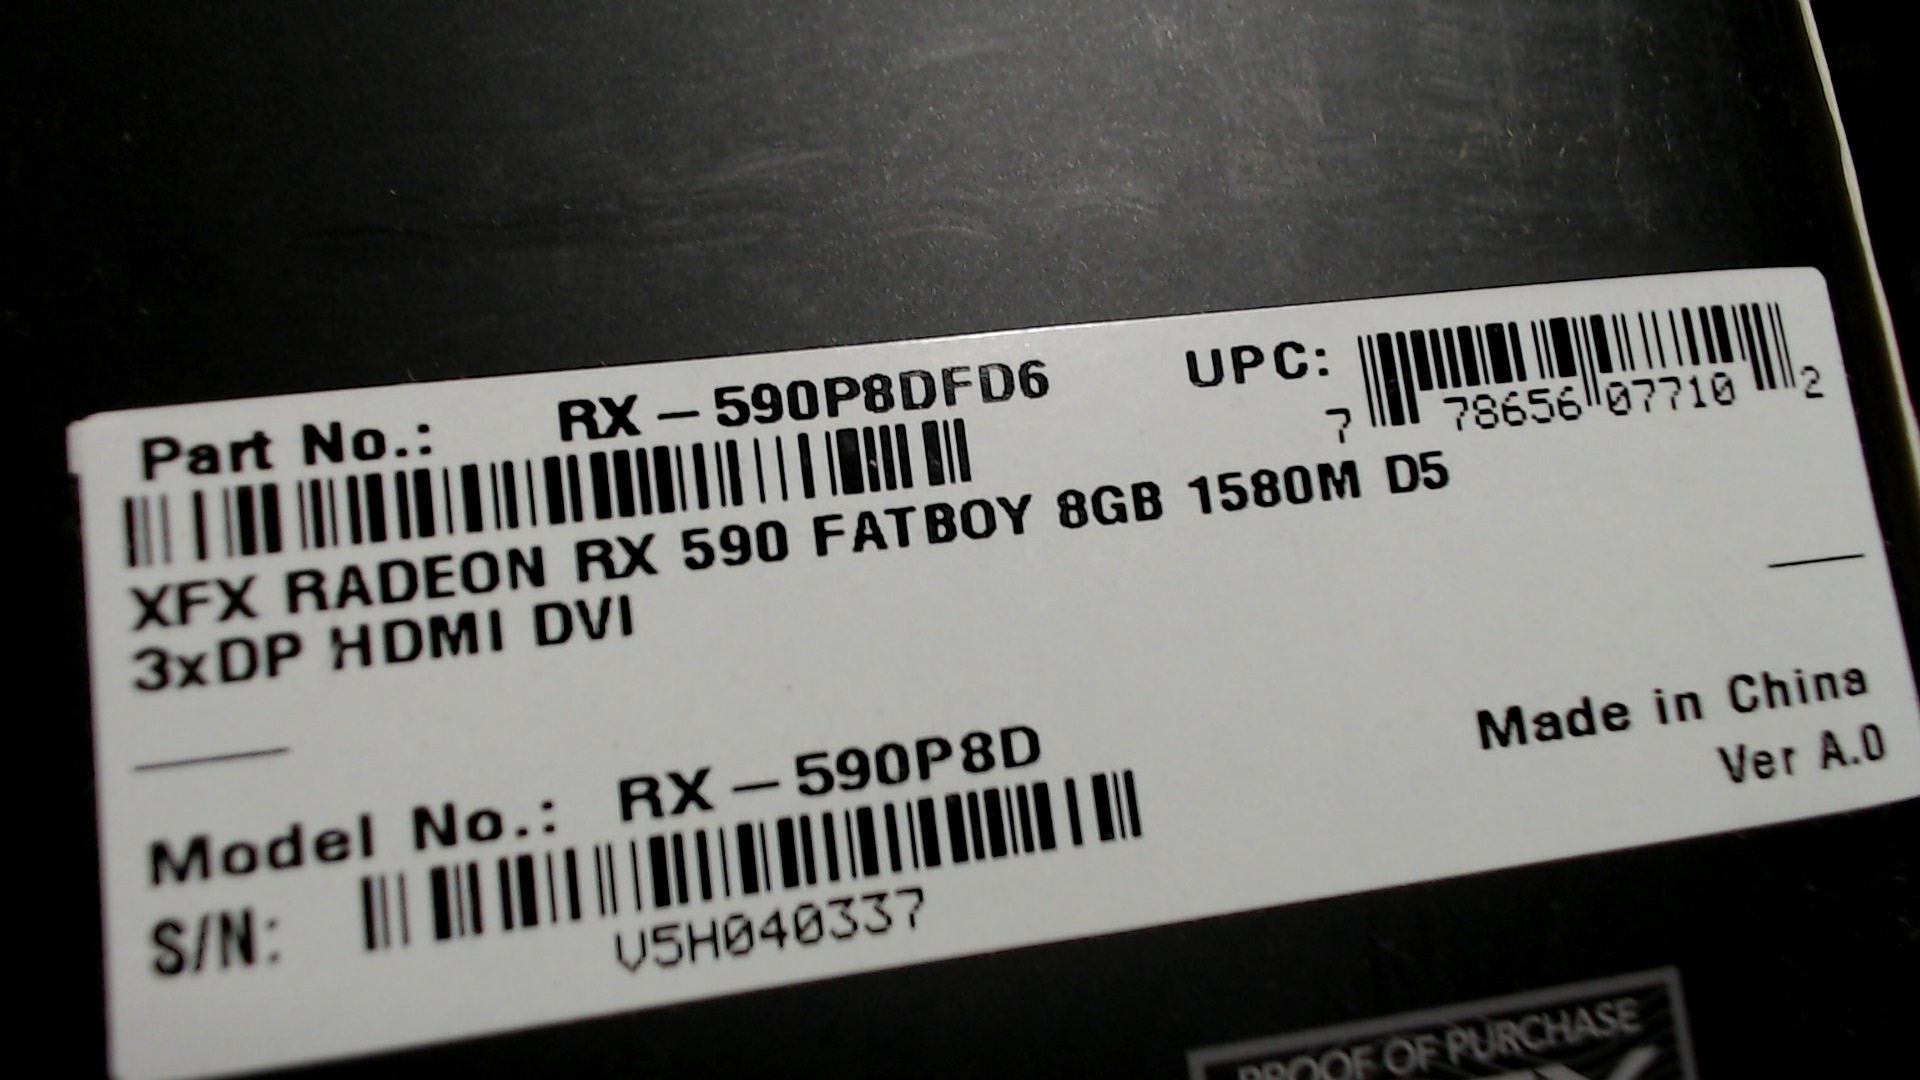 Part No.: RX-590P8DFD6
UPC: 7 78656 07710 2
XFX RADEON RX 590 FATBOY 8GB 1580M D5
3xDP HDMI DVI
Made in China
Ver A.0
Model No.: RX-590P8D
S/N: V5H040337
PROOF OF PURCHASE